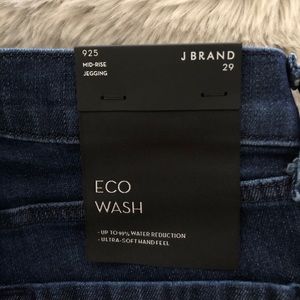 925
MID-RISE
JEGGING
J BRAND
29
ECO
WASH
- UP TO 99% WATER REDUCTION
- ULTRA-SOFT HAND FEEL